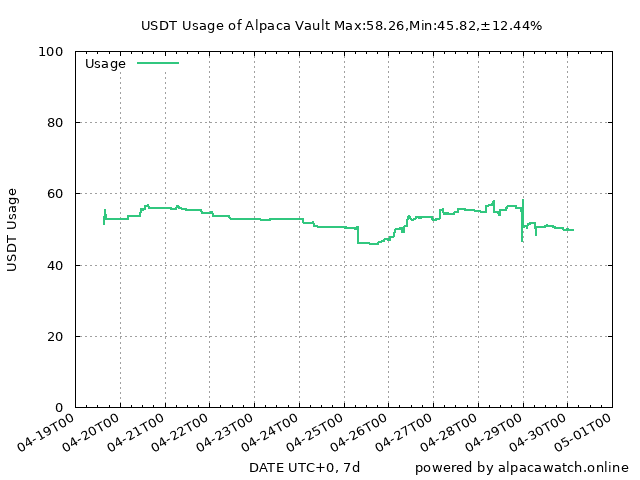 USDT Usage of Alpaca Vault Max:58.26,Min:45.82,±12.44%
Usage
USDT Usage
100
80
60
40
20
0
04-19T00
04-20T00
04-21T00
04-22T00
04-23T00
04-24T00
04-25T00
04-26T00
04-27T00
04-28T00
04-29T00
04-30T00
05-01T00
DATE UTC+0, 7d
powered by alpacawatch.online